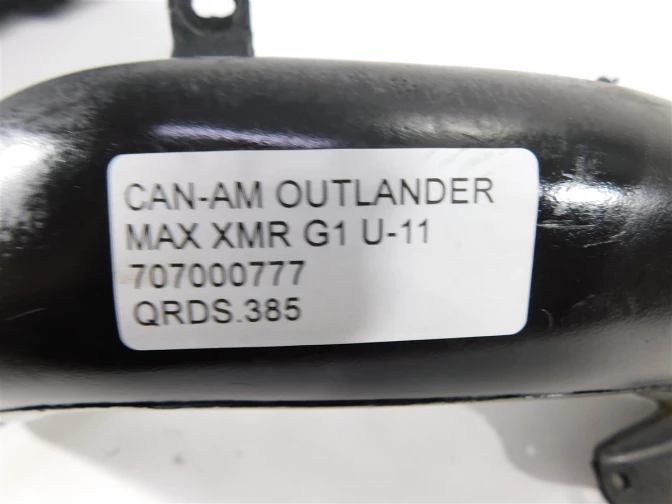 CAN-AM OUTLANDER
MAX XMR G1 U-11
707000777
QRDS.385